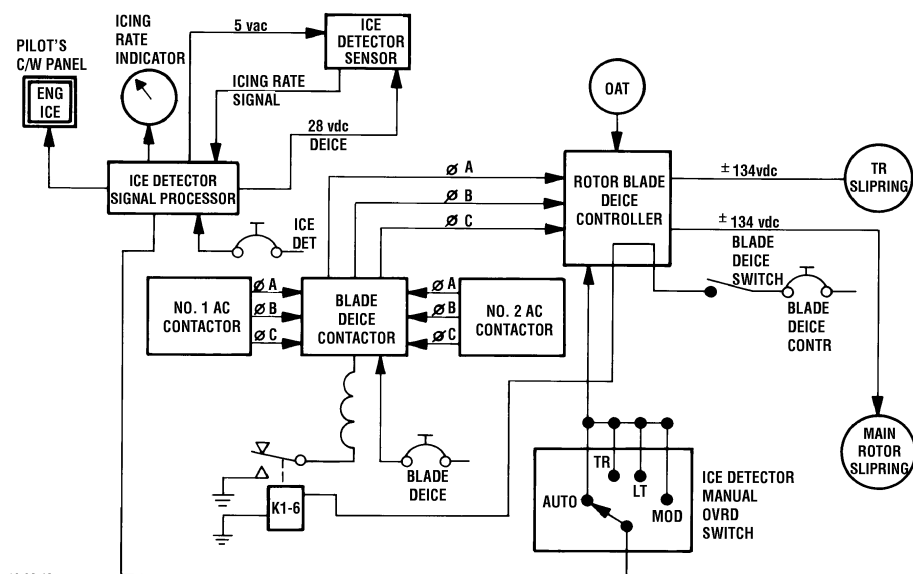 ICING
RATE
INDICATOR
PILOT'S
C/W PANEL
ENG
ICE
5 vac
ICE
DETECTOR
SENSOR
ICING RATE
SIGNAL
28 vdc
DEICE
OAT
ICE DETECTOR
SIGNAL PROCESSOR
ICE
DET
Ø A
Ø B
Ø C
ROTOR BLADE
DEICE
CONTROLLER
± 134vdc
TR
SLIPRING
± 134 vdc
BLADE
DEICE
SWITCH
BLADE
DEICE
CONTR
NO. 1 AC
CONTACTOR
Ø A
Ø B
Ø C
BLADE
DEICE
CONTACTOR
Ø A
Ø B
Ø C
NO. 2 AC
CONTACTOR
MAIN
ROTOR
SLIPRING
BLADE
DEICE
K1-6
AUTO
TR
LT
MOD
ICE DETECTOR
MANUAL
OVRD
SWITCH